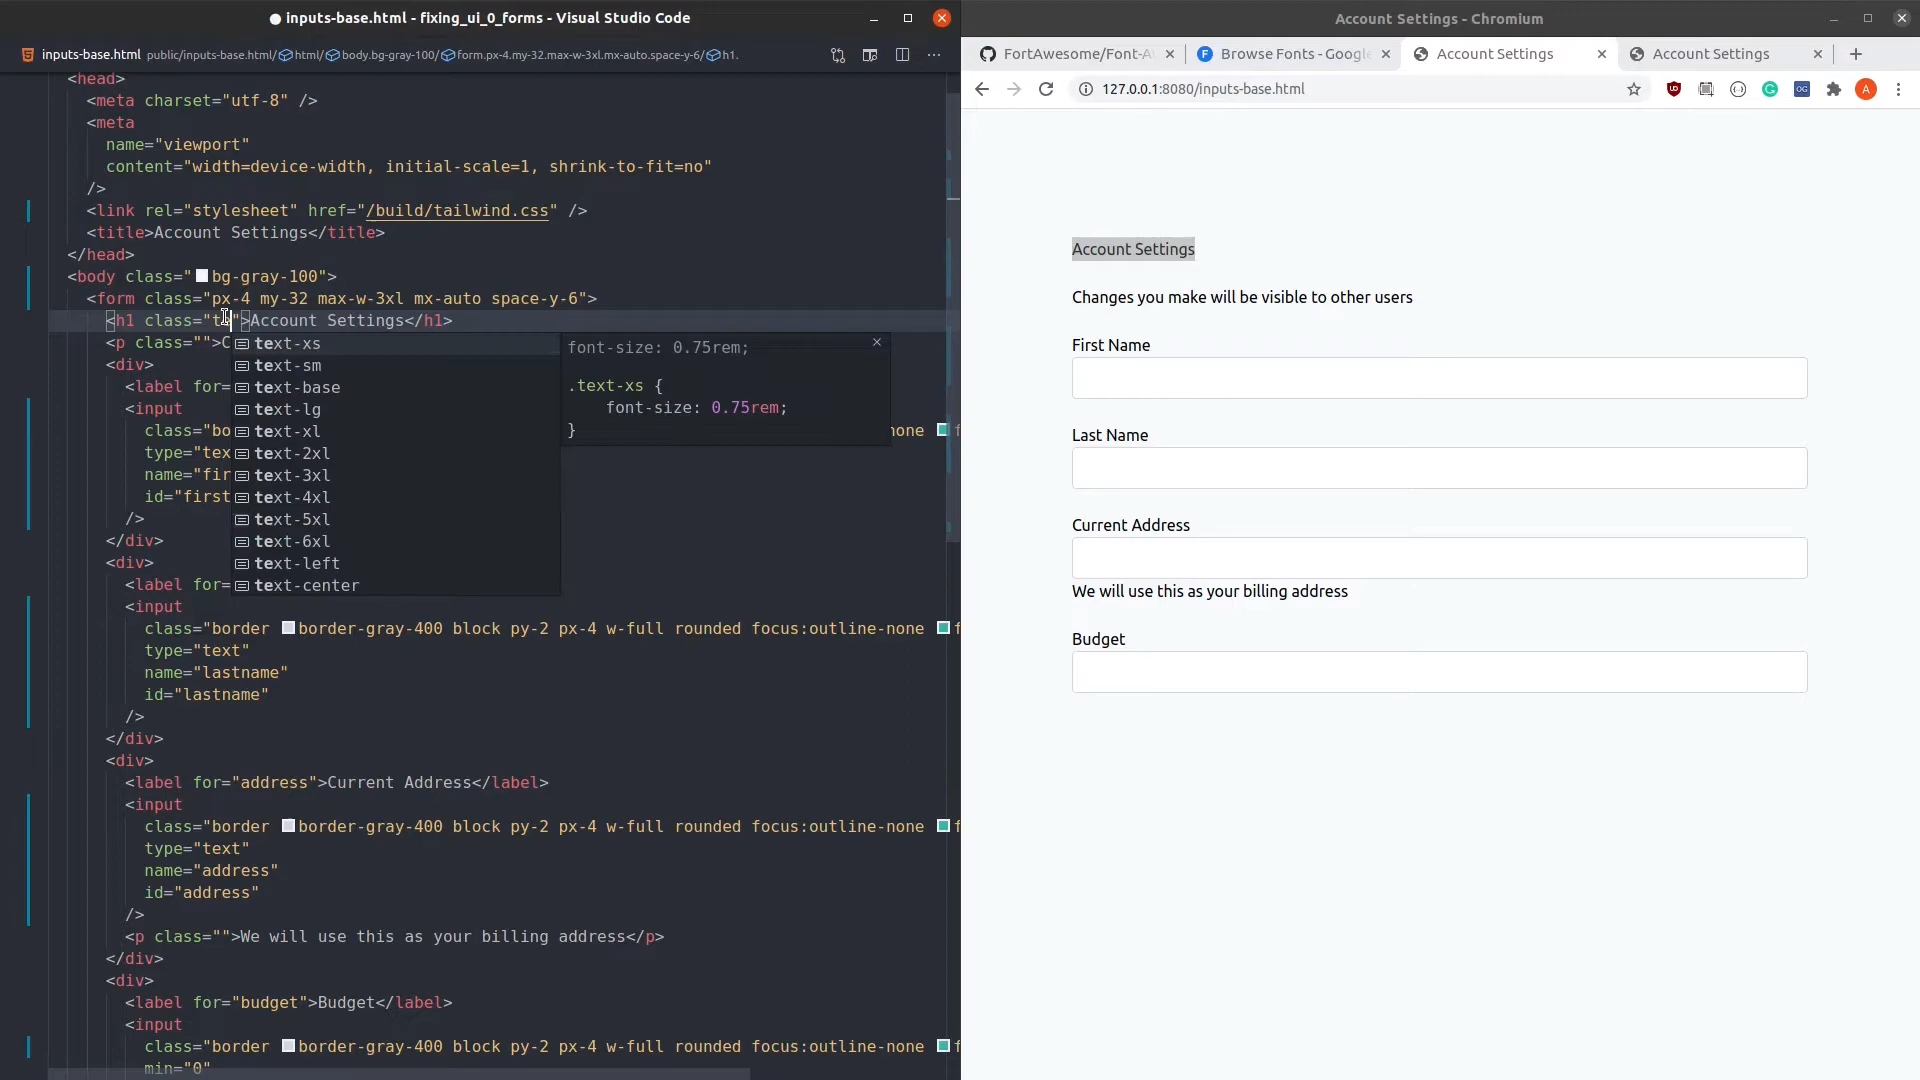 inputs-base.html - fixing_ui_0_forms - Visual Studio Code
inputs-base.html public/inputs-base.html/html/body.bg-gray-100/form.px-4.my-32.max-w-3xl.mx-auto.space-y-6/h1.
<head>
<meta charset="utf-8" />
<meta
name="viewport"
content="width=device-width, initial-scale=1, shrink-to-fit=no"
/>
<link rel="stylesheet" href="/build/tailwind.css" />
<title>Account Settings</title>
</head>
<body class="bg-gray-100">
<form class="px-4 my-32 max-w-3xl mx-auto space-y-6">
<h1 class="te">Account Settings</h1>
<p class="">C
<div>
<label for=
<input
class="bo
none
type="tex
name="fir
id="first
/>
</div>
text-xs
text-sm
text-base
text-lg
text-xl
text-2xl
text-3xl
text-4xl
text-5xl
text-6xl
text-left
text-center
font-size: 0.75rem;
.text-xs {
font-size: 0.75rem;
}
<div>
<label for=
<input
class="border border-gray-400 block py-2 px-4 w-full rounded focus:outline-none f
type="text"
name="lastname"
id="lastname"
/>
</div>
<div>
<label for="address">Current Address</label>
<input
class="border border-gray-400 block py-2 px-4 w-full rounded focus:outline-none f
type="text"
name="address"
id="address"
/>
<p class="">We will use this as your billing address</p>
</div>
<div>
<label for="budget">Budget</label>
<input
class="border border-gray-400 block py-2 px-4 w-full rounded focus:outline-none f
min="0"
Account Settings - Chromium
FortAwesome/Font-A
Browse Fonts - Google
Account Settings
Account Settings
127.0.0.1:8080/inputs-base.html
A
Account Settings
Changes you make will be visible to other users
First Name
Last Name
Current Address
We will use this as your billing address
Budget